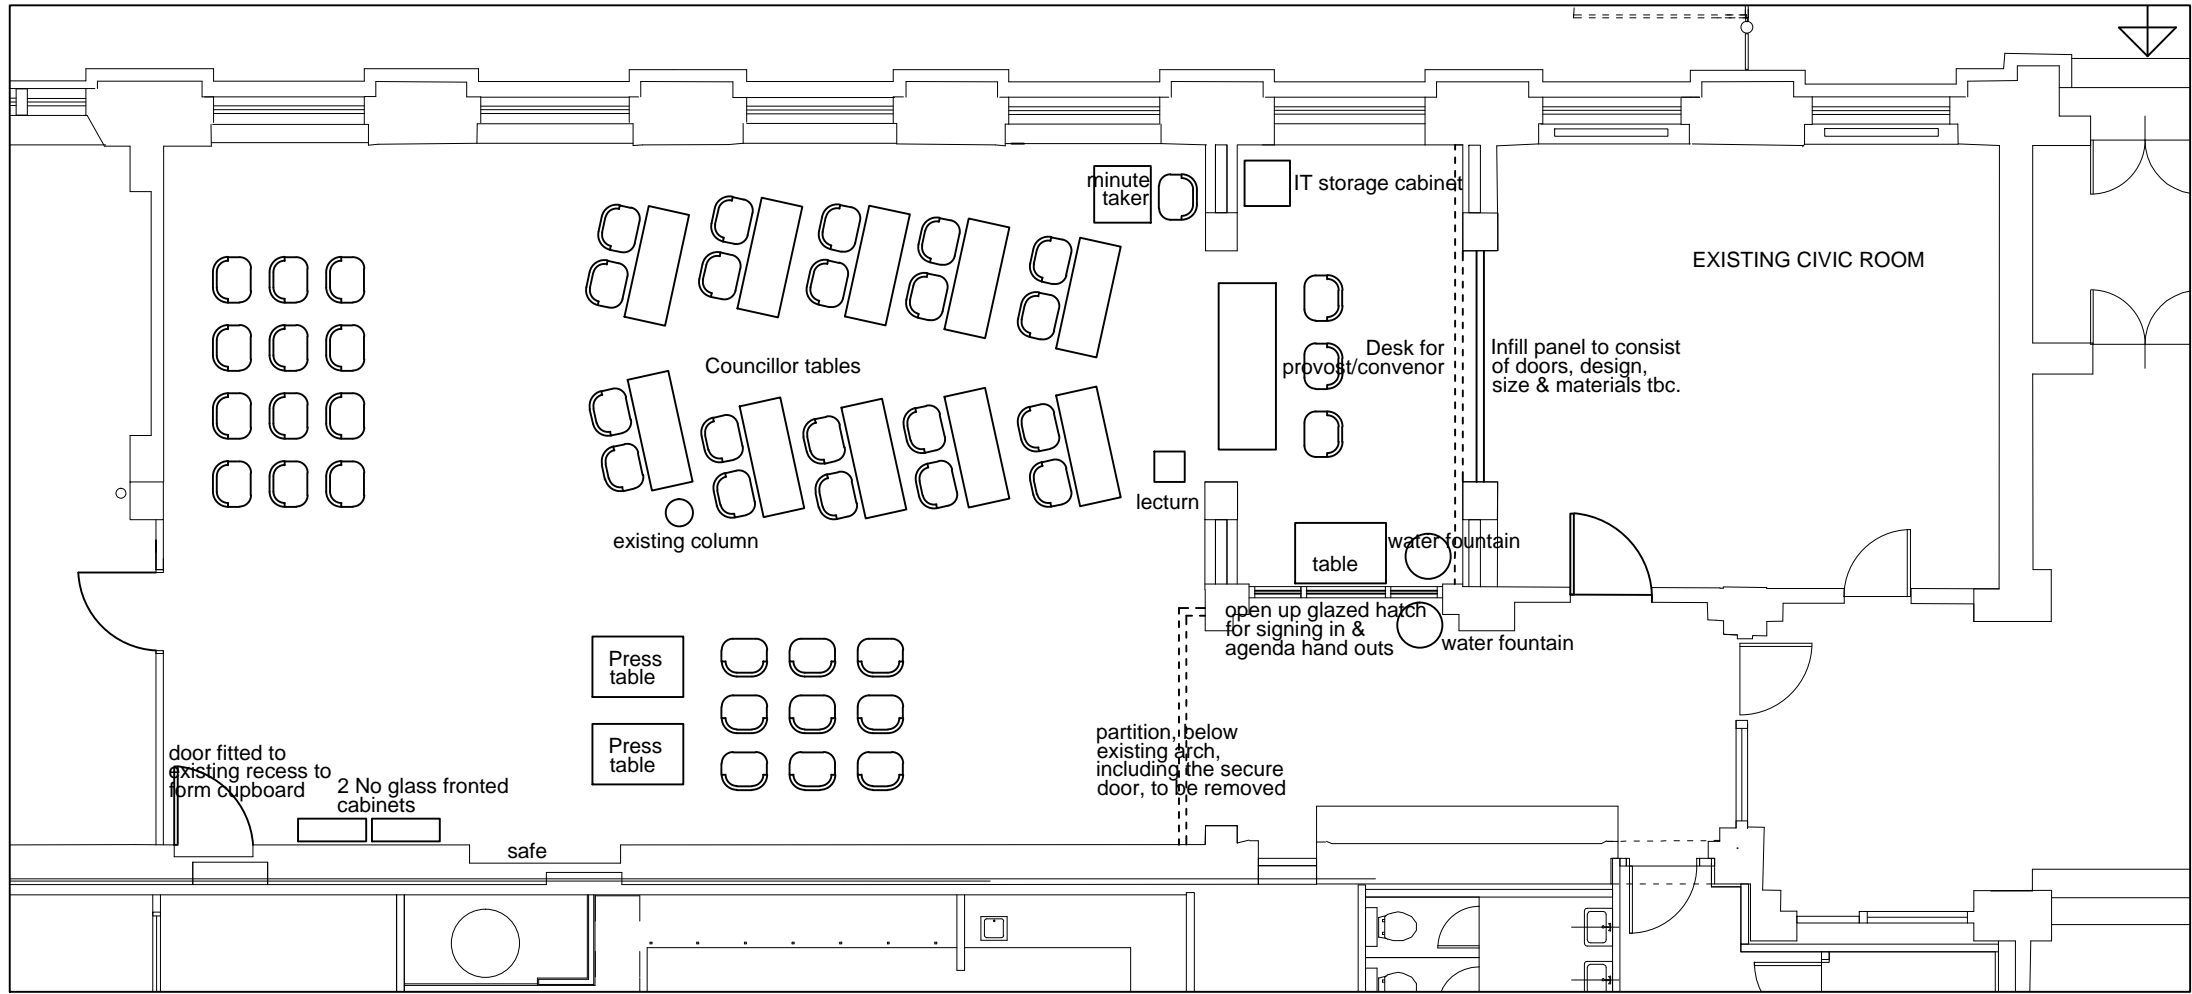 minute
taker
IT storage cabinet
EXISTING CIVIC ROOM
Councillor tables
Desk for
provost/convenor
Infill panel to consist
of doors, design,
size & materials tbc.
lecturn
existing column
water fountain
table
open up glazed hatch
for signing in &
agenda hand outs
water fountain
Press
table
Press
table
partition, below
existing arch,
including the secure
door, to be removed
door fitted to
existing recess to
form cupboard
2 No glass fronted
cabinets
safe